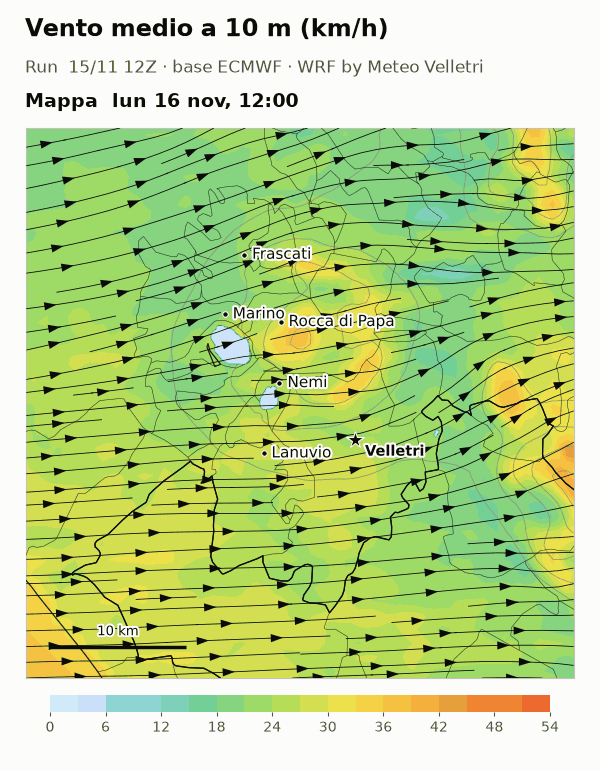 Vento medio a 10 m (km/h)
Run 15/11 12Z · base ECMWF · WRF by Meteo Velletri
Mappa lun 16 nov, 12:00
Frascati
Marino
Rocca di Papa
Nemi
Velletri
Lanuvio
10 km
0 6 12 18 24 30 36 42 48 54